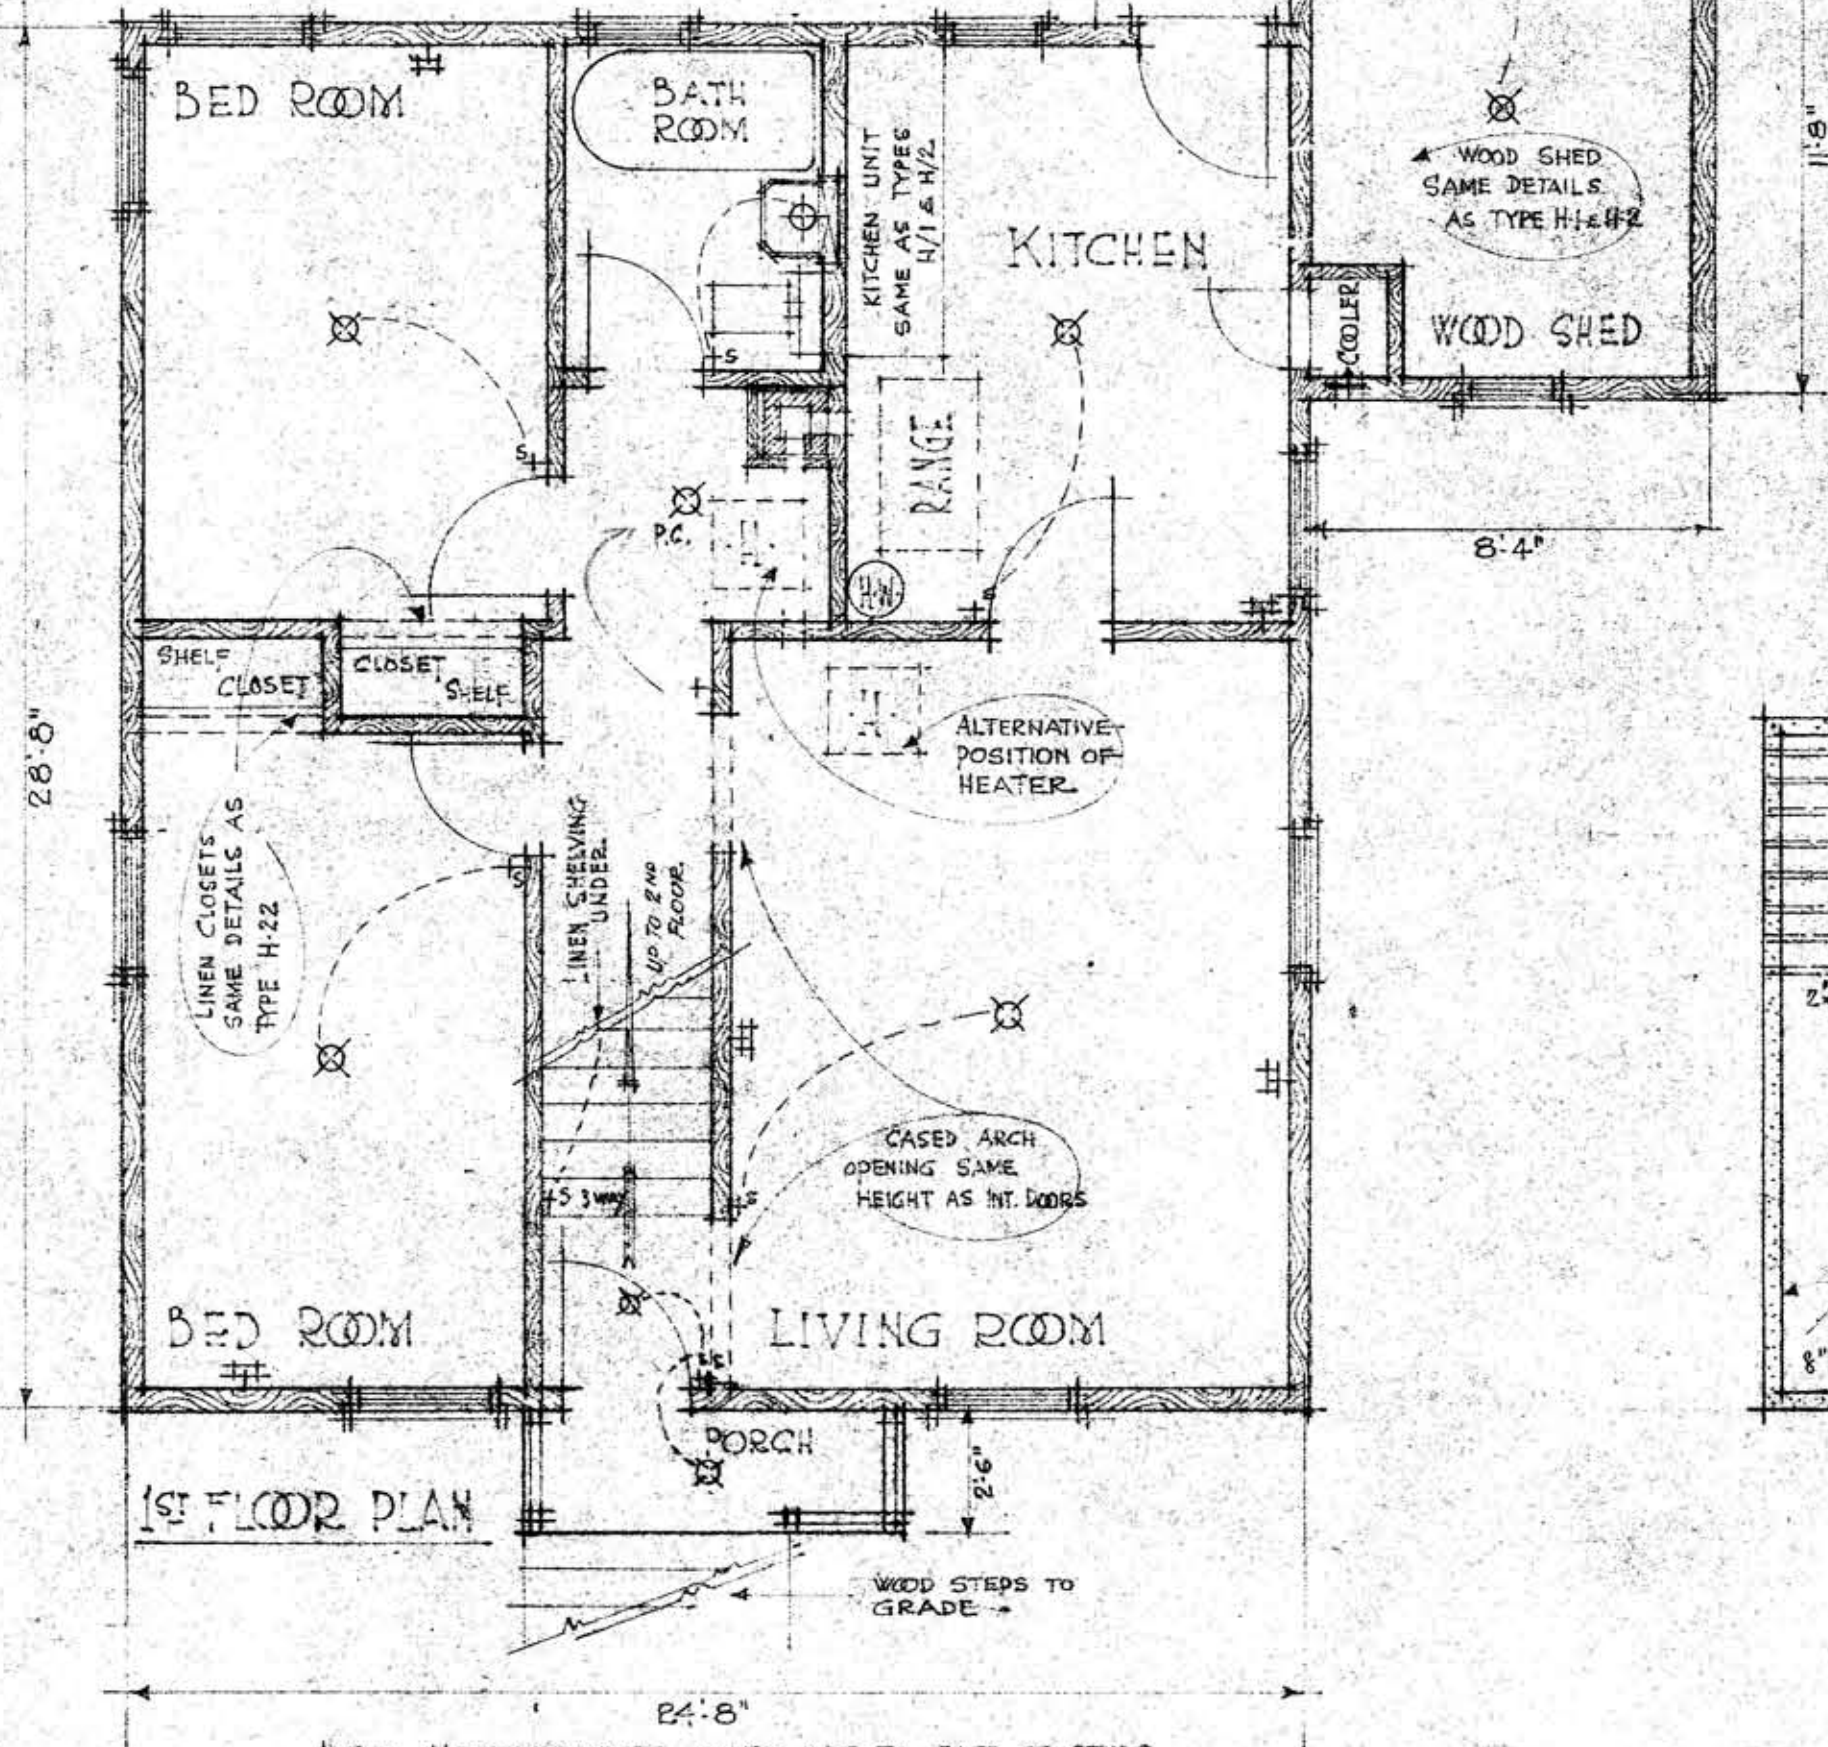 BED ROOM
BATH
ROOM
KITCHEN UNIT
SAME AS TYPES
H/1 & H/2
KITCHEN
WOOD SHED
SAME DETAILS
AS TYPE H-1 & H-2
11'-8"
COOLER
WOOD SHED
S
S
RANGE
P.C.
H.
H.W.
S
8'-4"
SHELF
CLOSET
CLOSET
SHELF
H.
ALTERNATIVE
POSITION OF
HEATER
28'-8"
LINEN CLOSETS
SAME DETAILS AS
TYPE H-22
S
LINEN SHELVING
UNDER
UP TO 2ND
FLOOR
CASED ARCH
OPENING SAME
HEIGHT AS INT. DOORS
S 3 WAY
S
BED ROOM
LIVING ROOM
S S
PORCH
2'-6"
8"
1ST FLOOR PLAN
WOOD STEPS TO
GRADE
24'-8"